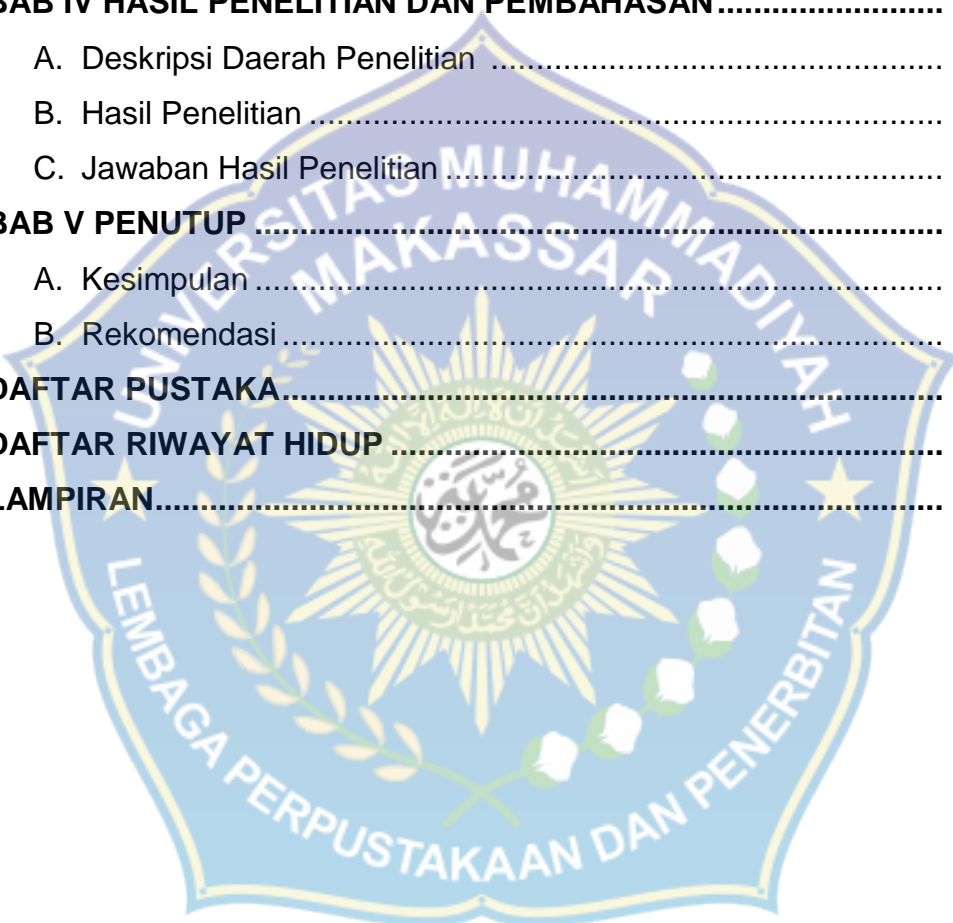 BAB IV HASIL PENELITIAN DAN PEMBAHASAN.........................
A. Deskripsi Daerah Penelitian ..................................................
B. Hasil Penelitian ......................................................................
C. Jawaban Hasil Penelitian .......................................................
BAB V PENUTUP ...........................................................................
A. Kesimpulan ............................................................................
B. Rekomendasi .........................................................................
DAFTAR PUSTAKA........................................................................
DAFTAR RIWAYAT HIDUP ............................................................
LAMPIRAN......................................................................................
UNIVERSITAS MUHAMMADIYAH
MAKASSAR
محمدية
LEMBAGA PERPUSTAKAAN DAN PENERBITAN